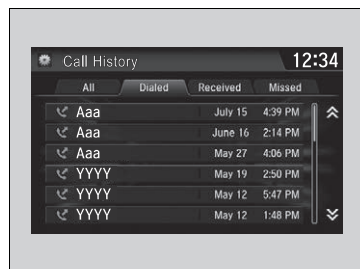 Call History 12:34
All Dialed Received Missed
Aaa July 15 4:39 PM
Aaa June 16 2:14 PM
Aaa May 27 4:06 PM
YYYY May 19 2:50 PM
YYYY May 12 5:47 PM
YYYY May 12 1:48 PM